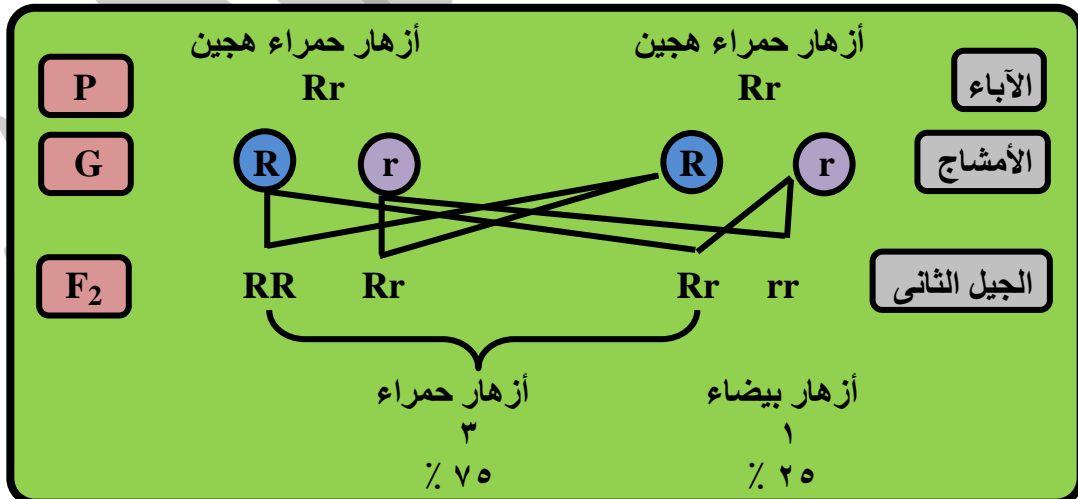 أزهار حمراء هجين أزهار حمراء هجين
P Rr Rr الآباء
G R r R r الأمشاج
F₂ RR Rr Rr rr الجيل الثانى
أزهار حمراء أزهار بيضاء
٣ ١
٧٥ ٪ ٢٥ ٪